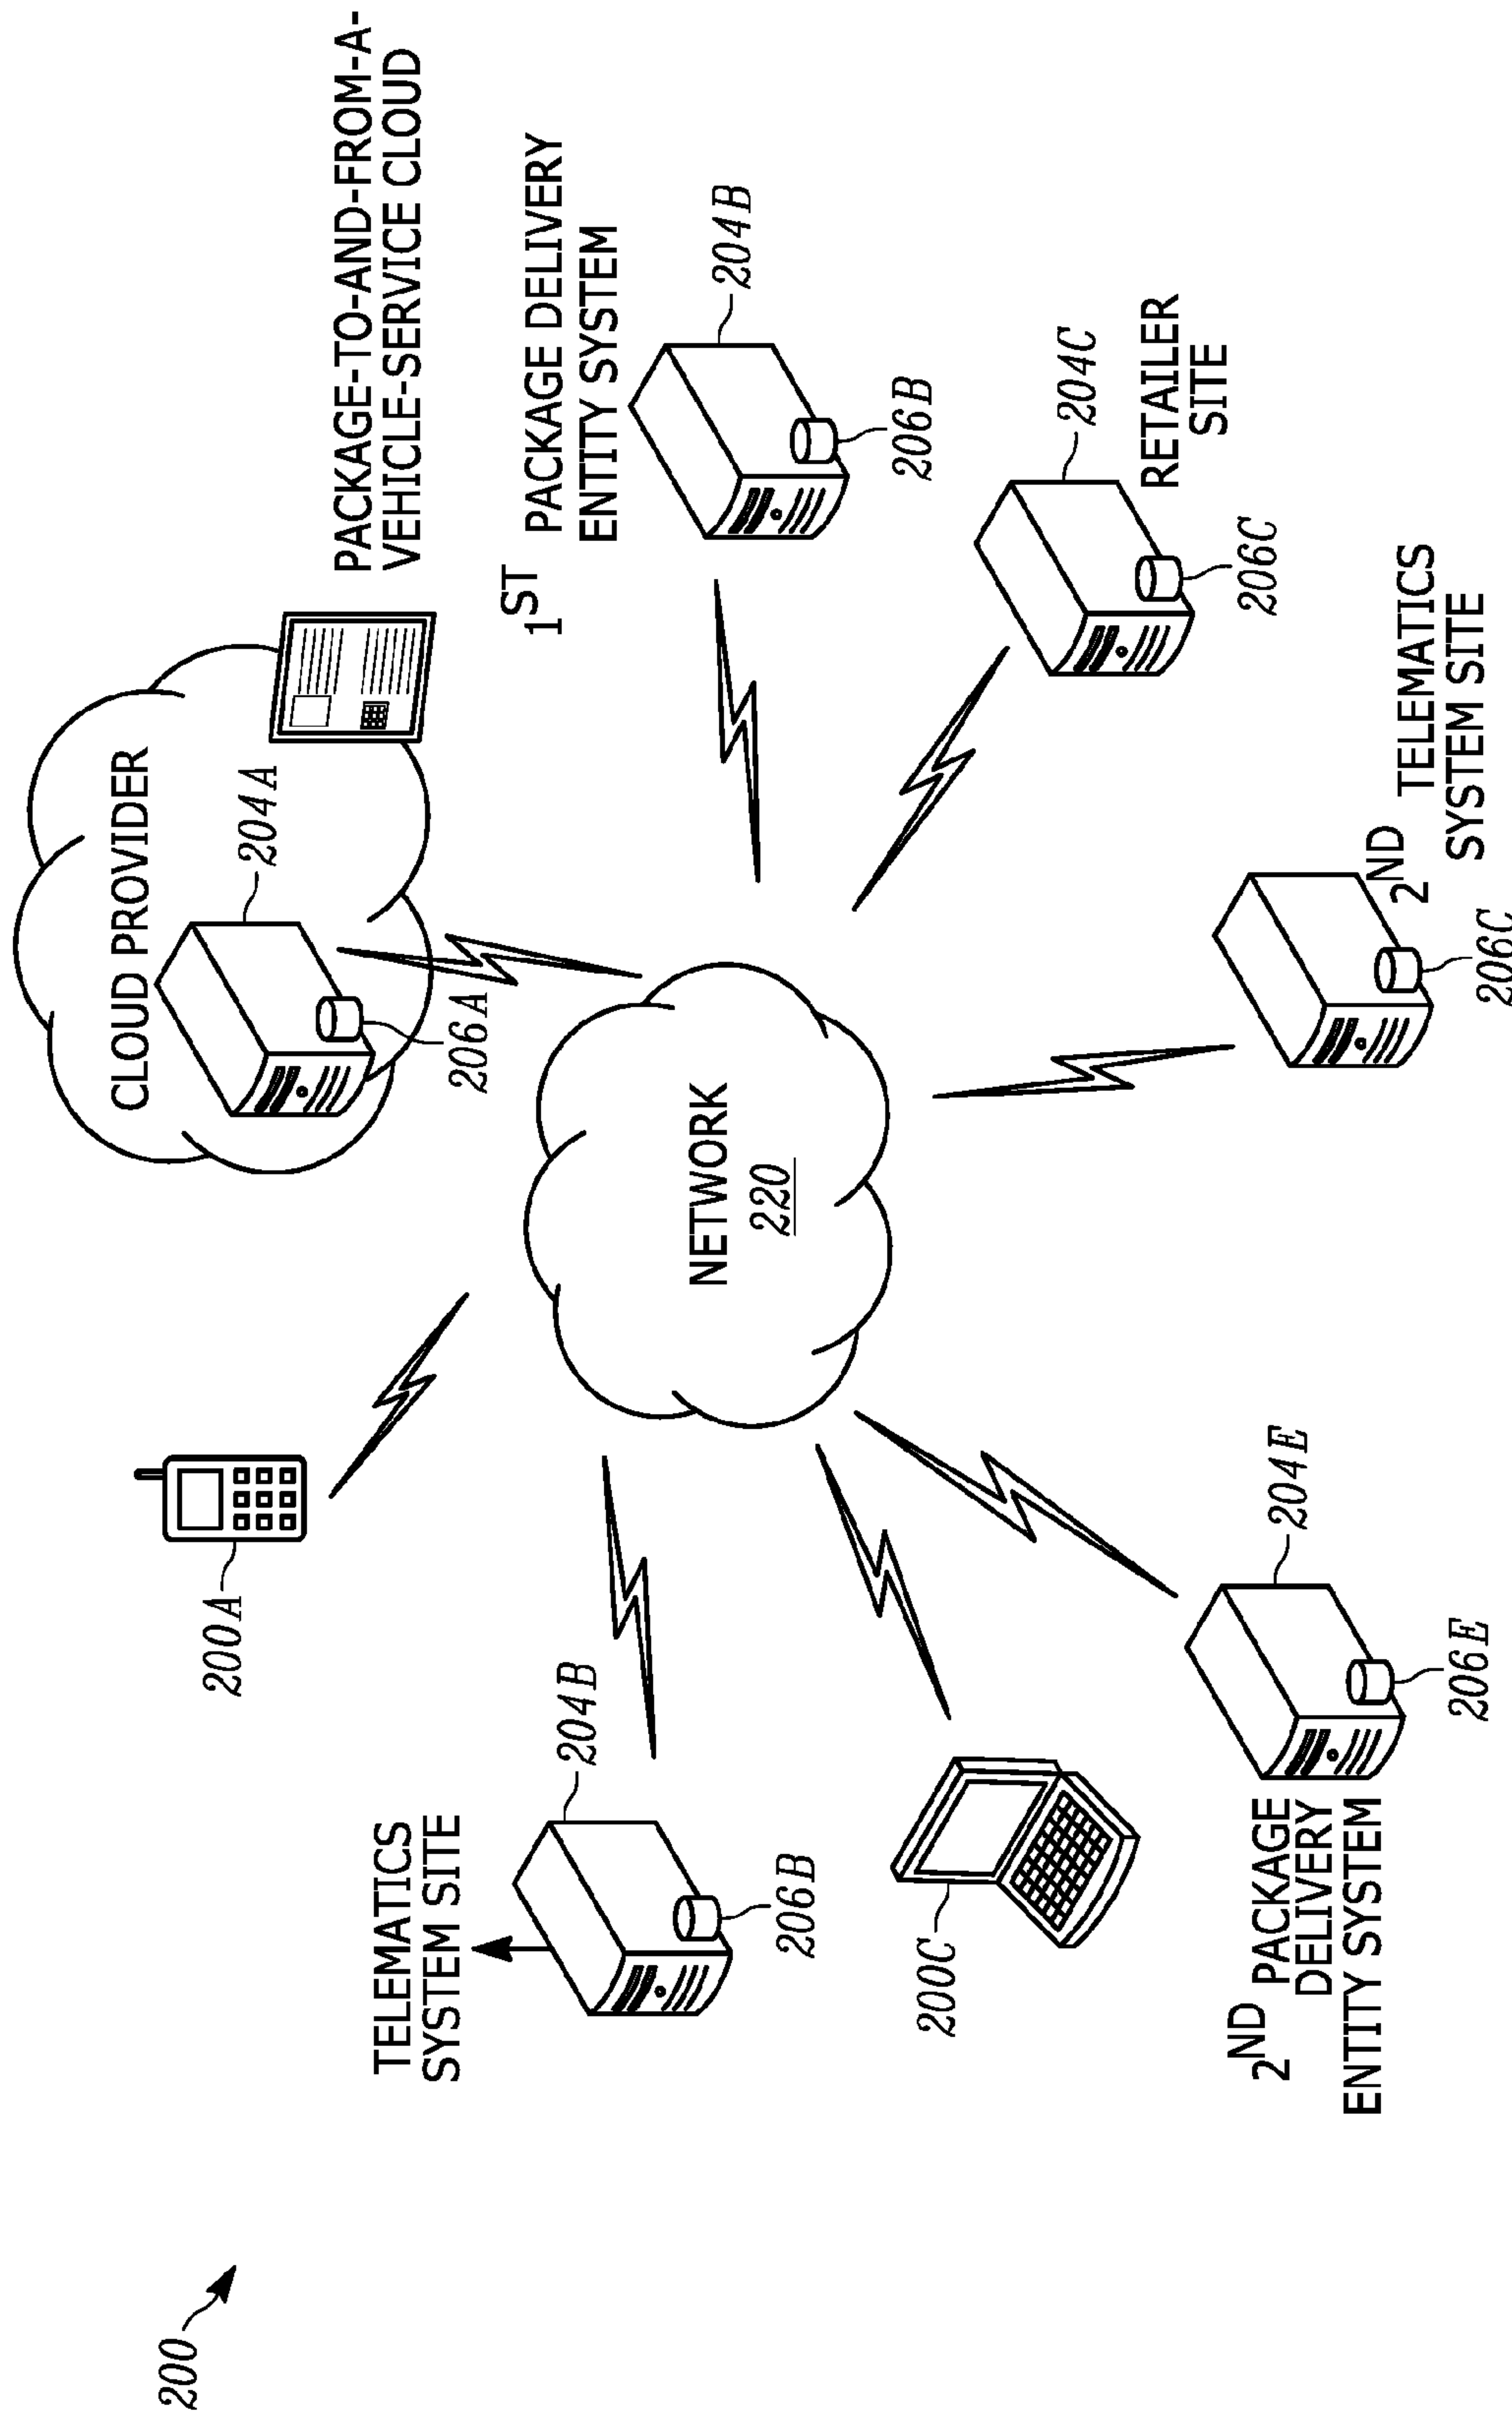 200
200A
CLOUD PROVIDER
204A
206A
PACKAGE-TO-AND-FROM-A-
VEHICLE-SERVICE CLOUD
TELEMATICS
SYSTEM SITE
204B
206B
NETWORK
220
1ST PACKAGE DELIVERY
ENTITY SYSTEM
204B
206B
200C
204C
206C
RETAILER
SITE
2ND PACKAGE
DELIVERY
ENTITY SYSTEM
204E
206E
2ND TELEMATICS
SYSTEM SITE
206C